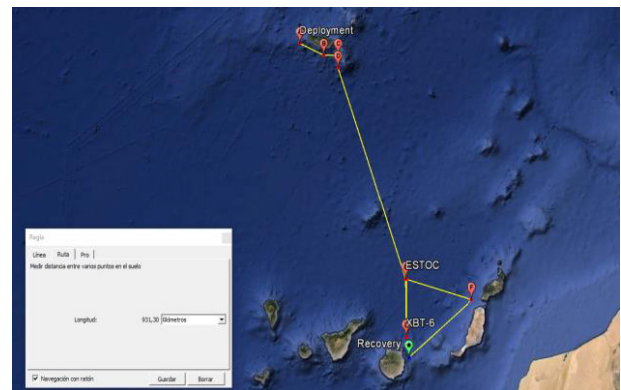 Deployment
B
C
D
ESTOC
F
XBT-6
Recovery
Regla
Línea Ruta Pro
Medir distancia entre varios puntos en el suelo
Longitud: 931,30 Kilómetros
Navegación con ratón Guardar Borrar